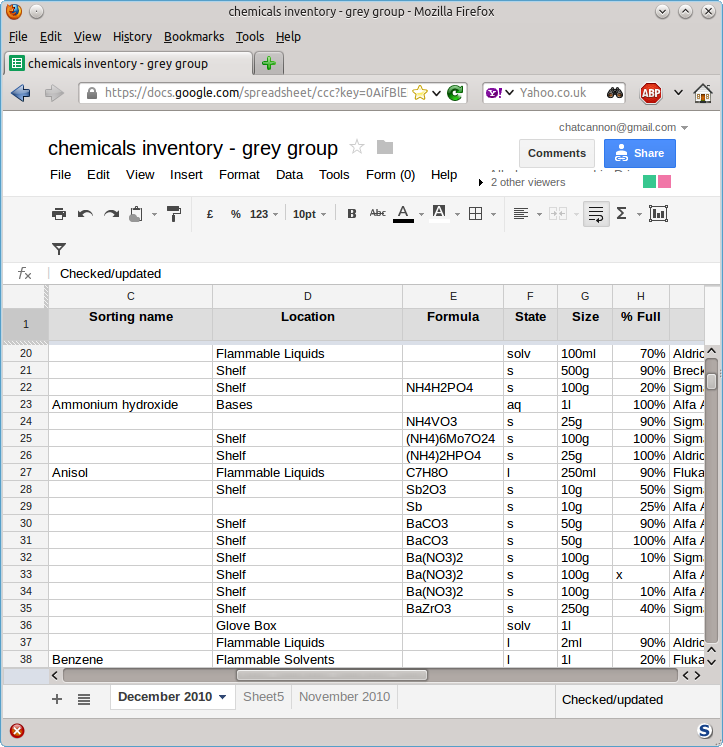 chemicals inventory - grey group - Mozilla Firefox
File Edit View History Bookmarks Tools Help
chemicals inventory - grey group
https://docs.google.com/spreadsheet/ccc?key=0AifBlE Yahoo.co.uk ABP
chatcannon@gmail.com
chemicals inventory - grey group Comments Share
File Edit View Insert Format Data Tools Form (0) Help
2 other viewers
£ % 123 10pt B Abc A A Σ
fx Checked/updated
C D E F G H
1 Sorting name Location Formula State Size % Full
20 Flammable Liquids solv 100ml 70% Aldric
21 Shelf s 500g 90% Breck
22 Shelf NH4H2PO4 s 100g 20% Sigm
23 Ammonium hydroxide Bases aq 1l 100% Alfa A
24 NH4VO3 s 25g 90% Sigm
25 Shelf (NH4)6Mo7O24 s 100g 100% Sigm
26 Shelf (NH4)2HPO4 s 25g 100% Aldric
27 Anisol Flammable Liquids C7H8O l 250ml 90% Fluka
28 Shelf Sb2O3 s 10g 50% Sigm
29 Sb s 10g 25% Alfa A
30 Shelf BaCO3 s 50g 90% Alfa A
31 Shelf BaCO3 s 50g 100% Alfa A
32 Shelf Ba(NO3)2 s 100g 10% Sigm
33 Shelf Ba(NO3)2 s 100g x Alfa A
34 Shelf Ba(NO3)2 s 100g 10% Alfa A
35 Shelf BaZrO3 s 250g 40% Sigm
36 Glove Box solv 1l
37 Flammable Liquids l 2ml 90% Aldric
38 Benzene Flammable Solvents l 1l 20% Fluka
December 2010 Sheet5 November 2010 Checked/updated
S